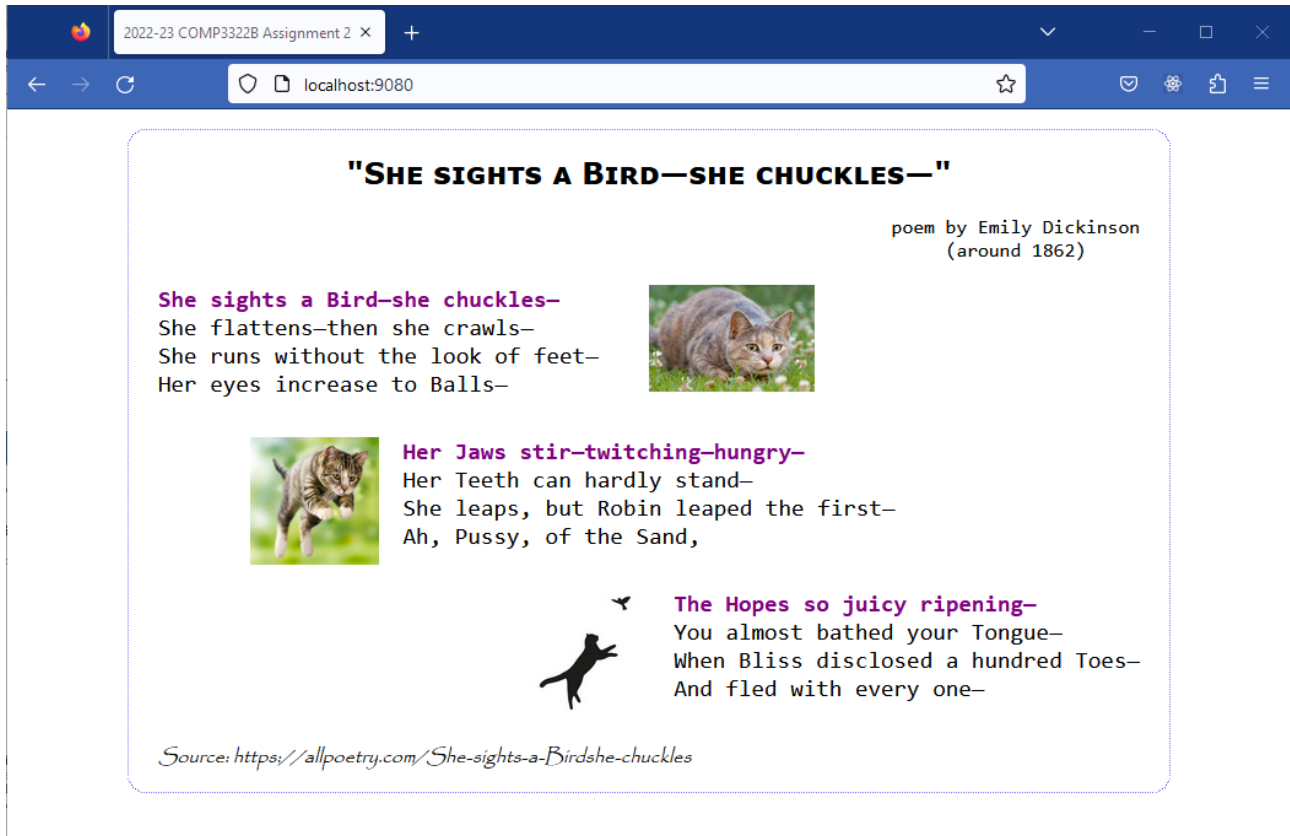 2022-23 COMP3322B Assignment 2
localhost:9080
"She sights a Bird—she chuckles—"
poem by Emily Dickinson
(around 1862)
She sights a Bird—she chuckles—
She flattens—then she crawls—
She runs without the look of feet—
Her eyes increase to Balls—
Her Jaws stir—twitching—hungry—
Her Teeth can hardly stand—
She leaps, but Robin leaped the first—
Ah, Pussy, of the Sand,
The Hopes so juicy ripening—
You almost bathed your Tongue—
When Bliss disclosed a hundred Toes—
And fled with every one—
Source: https://allpoetry.com/She-sights-a-Birdshe-chuckles